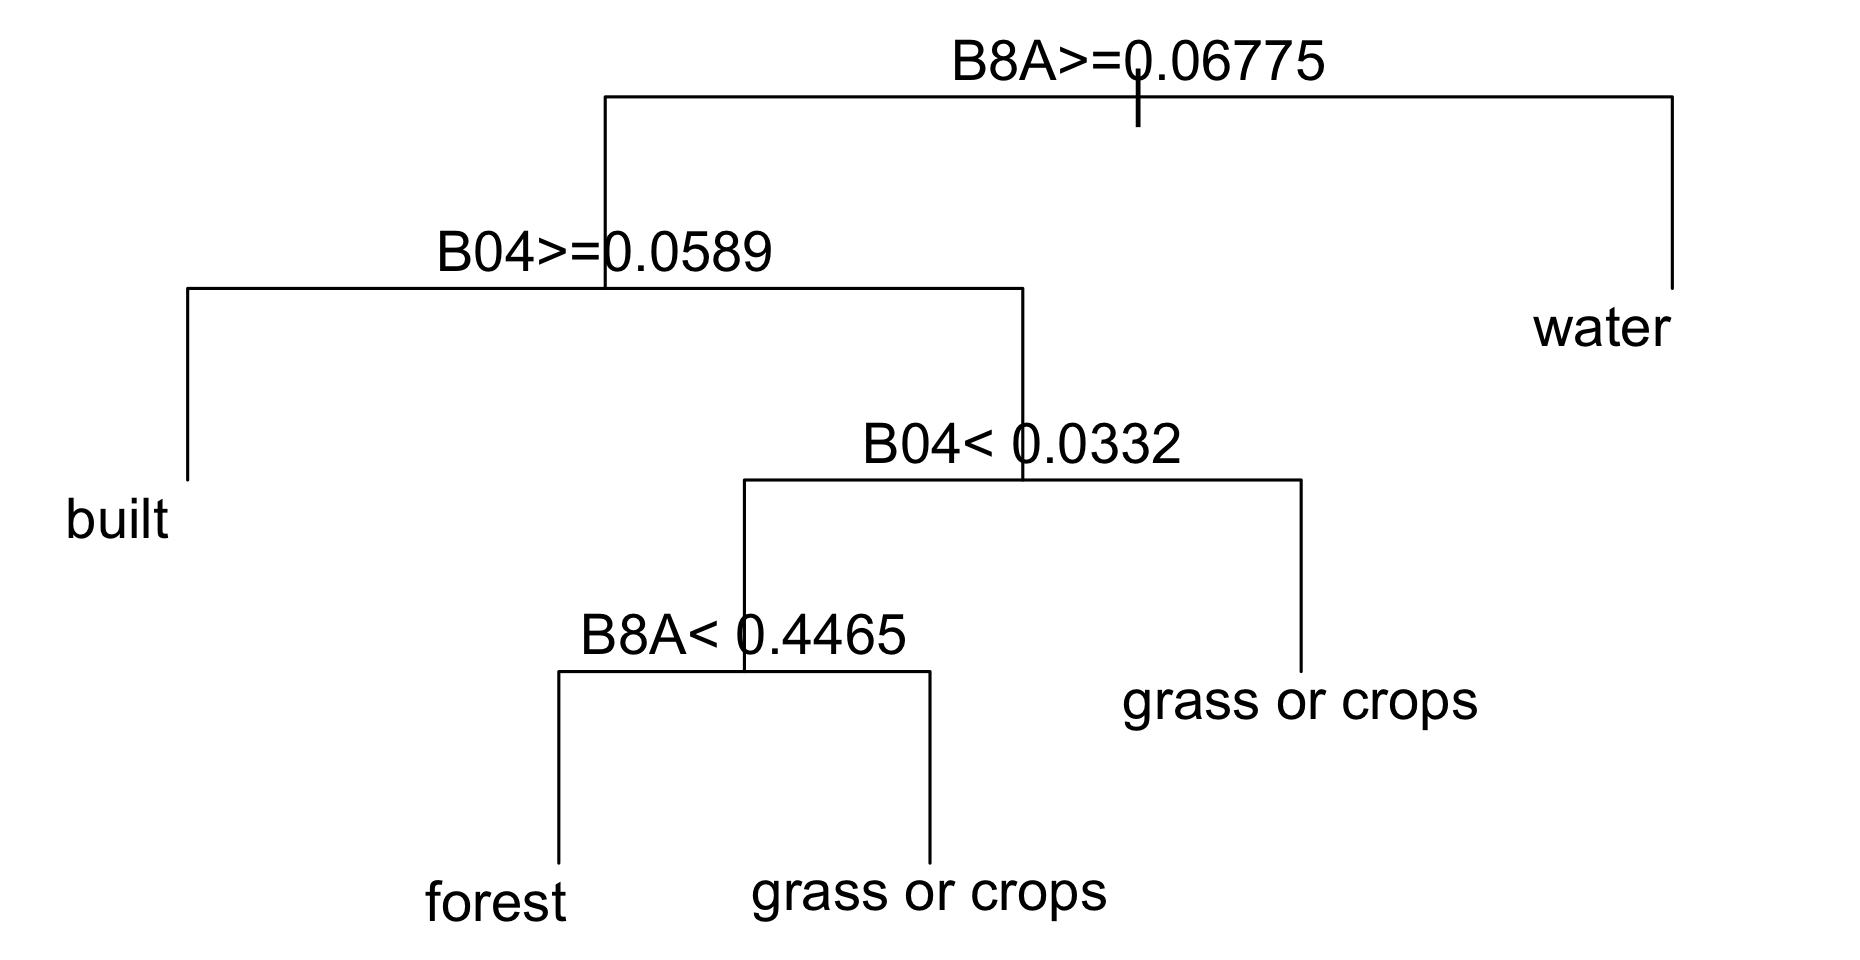 B8A>=0.06775
B04>=0.0589
water
B04< 0.0332
built
B8A< 0.4465
grass or crops
forest
grass or crops